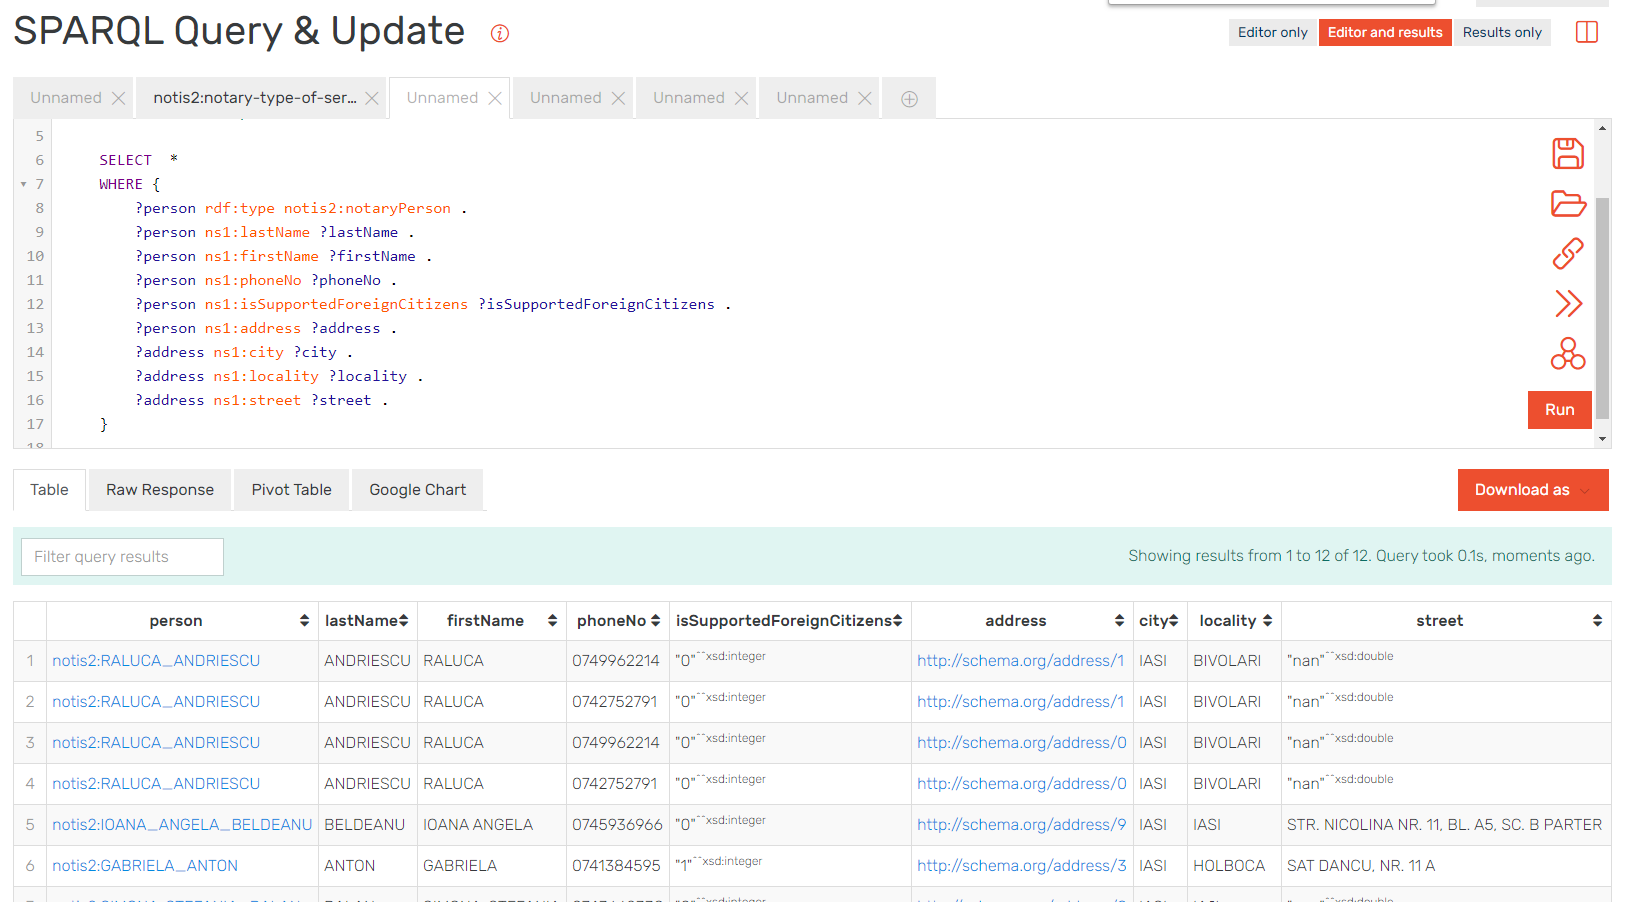 SPARQL Query & Update
Editor only Editor and results Results only
Unnamed notis2:notary-type-of-ser... Unnamed Unnamed Unnamed Unnamed
5
6 SELECT *
7 WHERE {
8 ?person rdf:type notis2:notaryPerson .
9 ?person ns1:lastName ?lastName .
10 ?person ns1:firstName ?firstName .
11 ?person ns1:phoneNo ?phoneNo .
12 ?person ns1:isSupportedForeignCitizens ?isSupportedForeignCitizens .
13 ?person ns1:address ?address .
14 ?address ns1:city ?city .
15 ?address ns1:locality ?locality .
16 ?address ns1:street ?street .
17 }
18
Run
Table Raw Response Pivot Table Google Chart Download as
Filter query results Showing results from 1 to 12 of 12. Query took 0.1s, moments ago.
person lastName firstName phoneNo isSupportedForeignCitizens address city locality street
1 notis2:RALUCA_ANDRIESCU ANDRIESCU RALUCA 0749962214 "0"^^xsd:integer http://schema.org/address/1 IASI BIVOLARI "nan"^^xsd:double
2 notis2:RALUCA_ANDRIESCU ANDRIESCU RALUCA 0742752791 "0"^^xsd:integer http://schema.org/address/1 IASI BIVOLARI "nan"^^xsd:double
3 notis2:RALUCA_ANDRIESCU ANDRIESCU RALUCA 0749962214 "0"^^xsd:integer http://schema.org/address/0 IASI BIVOLARI "nan"^^xsd:double
4 notis2:RALUCA_ANDRIESCU ANDRIESCU RALUCA 0742752791 "0"^^xsd:integer http://schema.org/address/0 IASI BIVOLARI "nan"^^xsd:double
5 notis2:IOANA_ANGELA_BELDEANU BELDEANU IOANA ANGELA 0745936966 "0"^^xsd:integer http://schema.org/address/9 IASI IASI STR. NICOLINA NR. 11, BL. A5, SC. B PARTER
6 notis2:GABRIELA_ANTON ANTON GABRIELA 0741384595 "1"^^xsd:integer http://schema.org/address/3 IASI HOLBOCA SAT DANCU, NR. 11 A